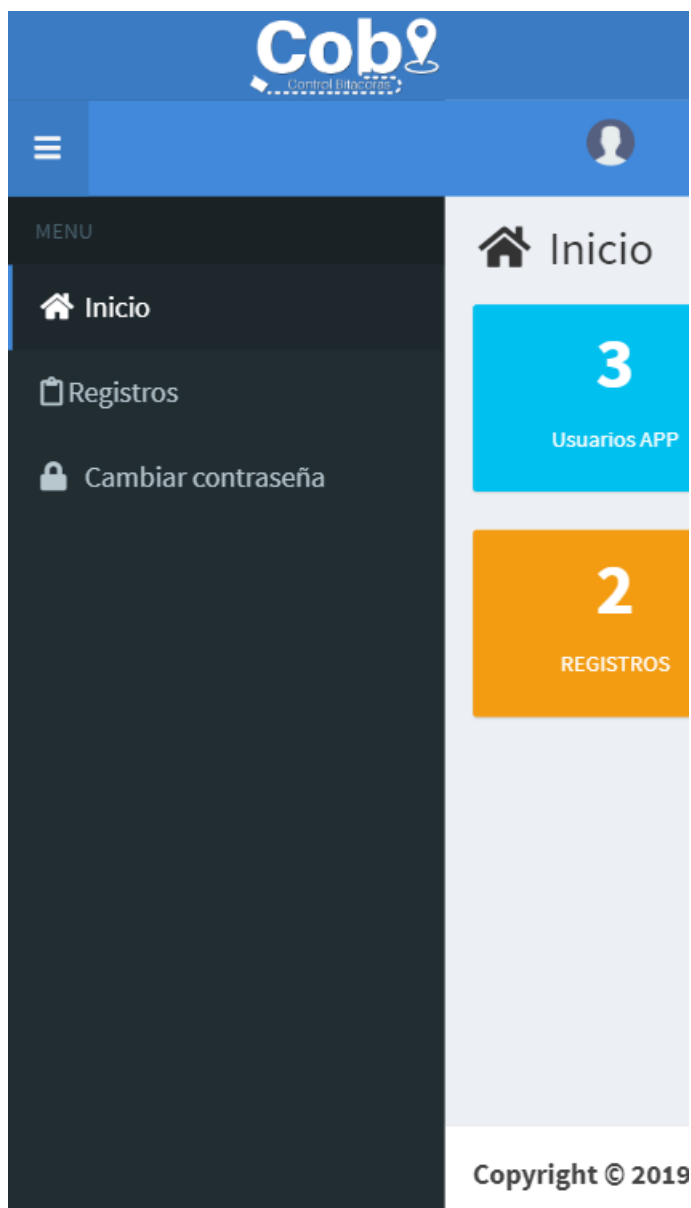 Cob
Control Bitacoras
MENU
Inicio
Registros
Cambiar contraseña
Inicio
3
Usuarios APP
2
REGISTROS
Copyright © 2019